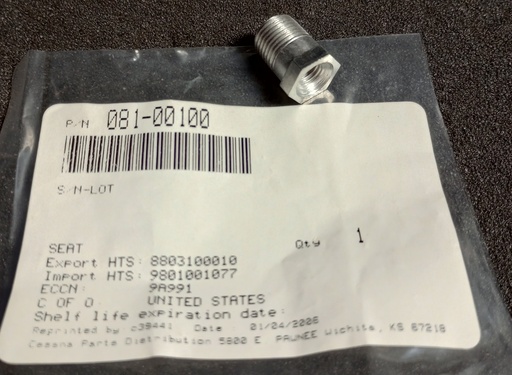 P/N 081-00100
S/N-LOT
SEAT Qty 1
Export HTS: 8803100010
Import HTS: 9801001077
ECCN: 9A991
C OF O UNITED STATES
Shelf life expiration date:
Reprinted by c39441 Date 01/04/2006
Cessna Parts Distribution 5800 E PAWNEE Wichita, KS 67218